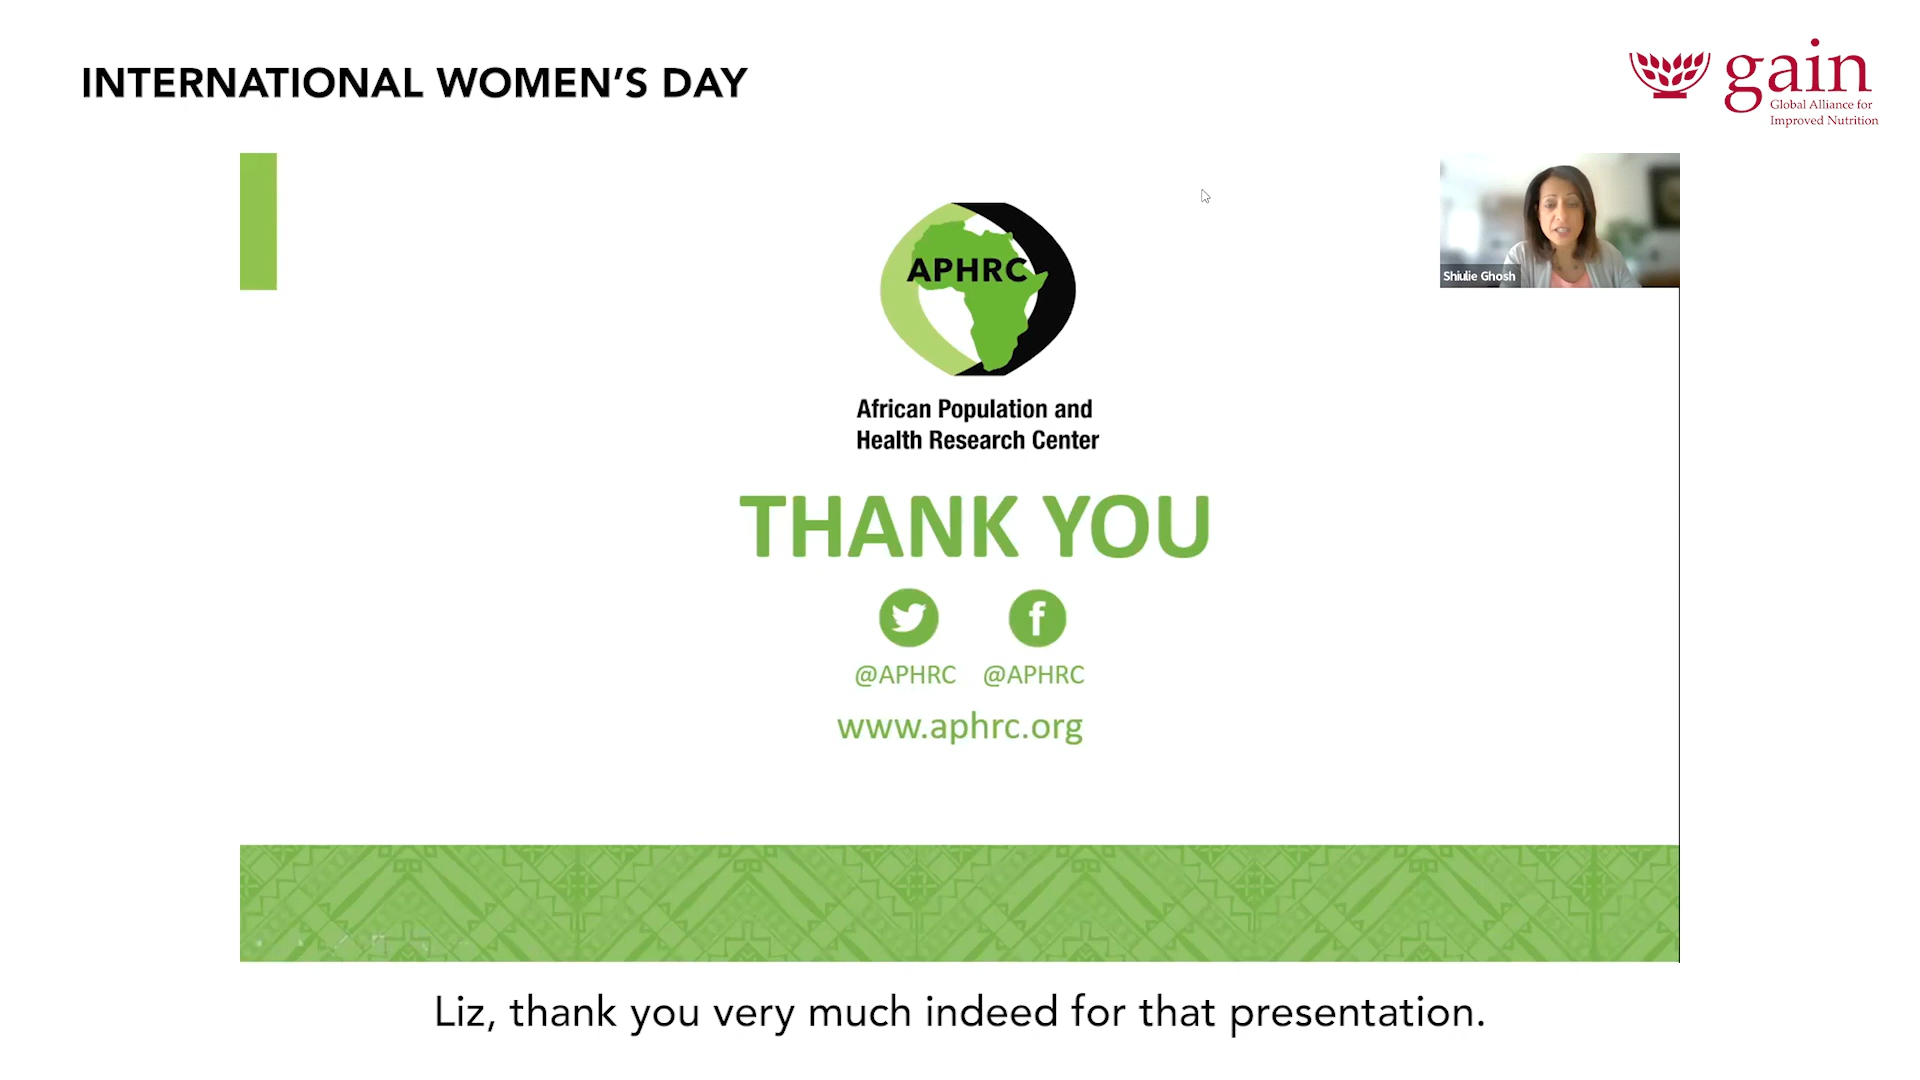 INTERNATIONAL WOMEN’S DAY
gain
Global Alliance for
Improved Nutrition
APHRC
Shiulie Ghosh
African Population and
Health Research Center
THANK YOU
@APHRC @APHRC
www.aphrc.org
Liz, thank you very much indeed for that presentation.